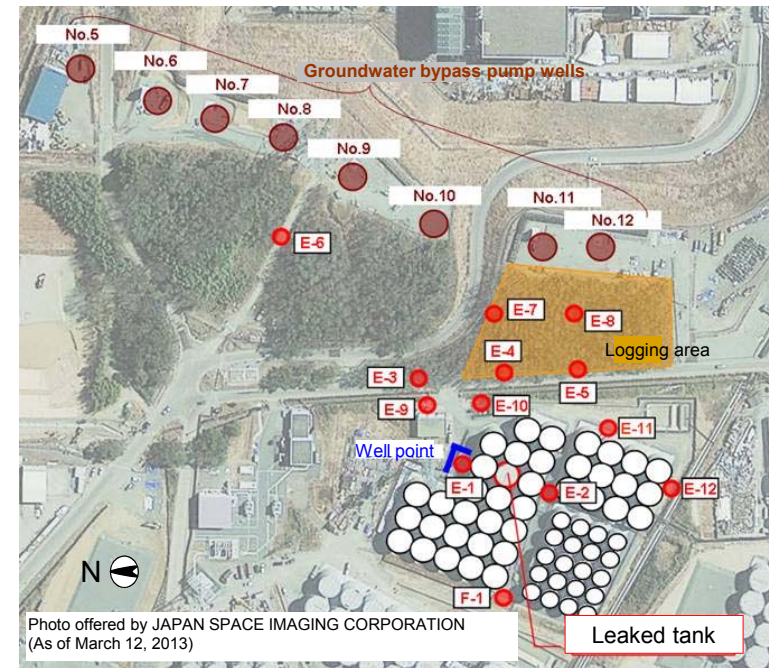 No.5
No.6
No.7
Groundwater bypass pump wells
No.8
No.9
No.10
No.11
No.12
E-6
E-7
E-8
Logging area
E-4
E-5
E-3
E-9
E-10
E-11
Well point
E-1
E-2
E-12
N
F-1
Photo offered by JAPAN SPACE IMAGING CORPORATION
(As of March 12, 2013)
Leaked tank